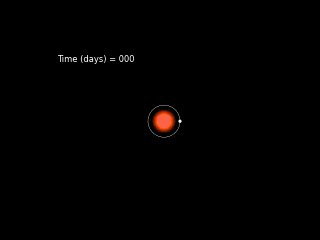 Time (days) = 000